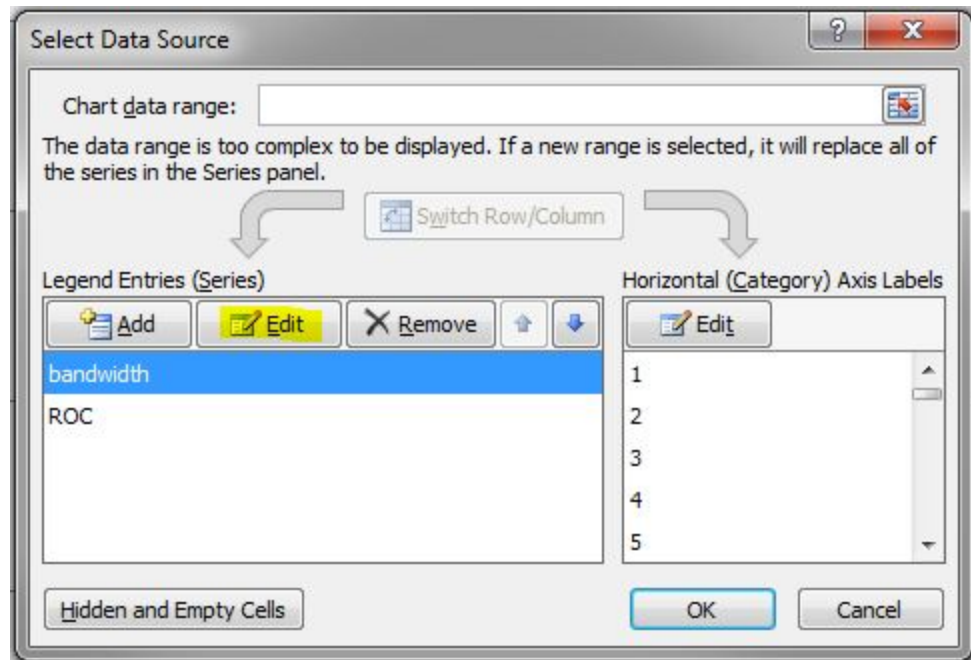 Select Data Source
?
X
Chart data range:
The data range is too complex to be displayed. If a new range is selected, it will replace all of
the series in the Series panel.
Switch Row/Column
Legend Entries (Series)
Horizontal (Category) Axis Labels
Add
Edit
Remove
Edit
bandwidth
ROC
1
2
3
4
5
Hidden and Empty Cells
OK
Cancel